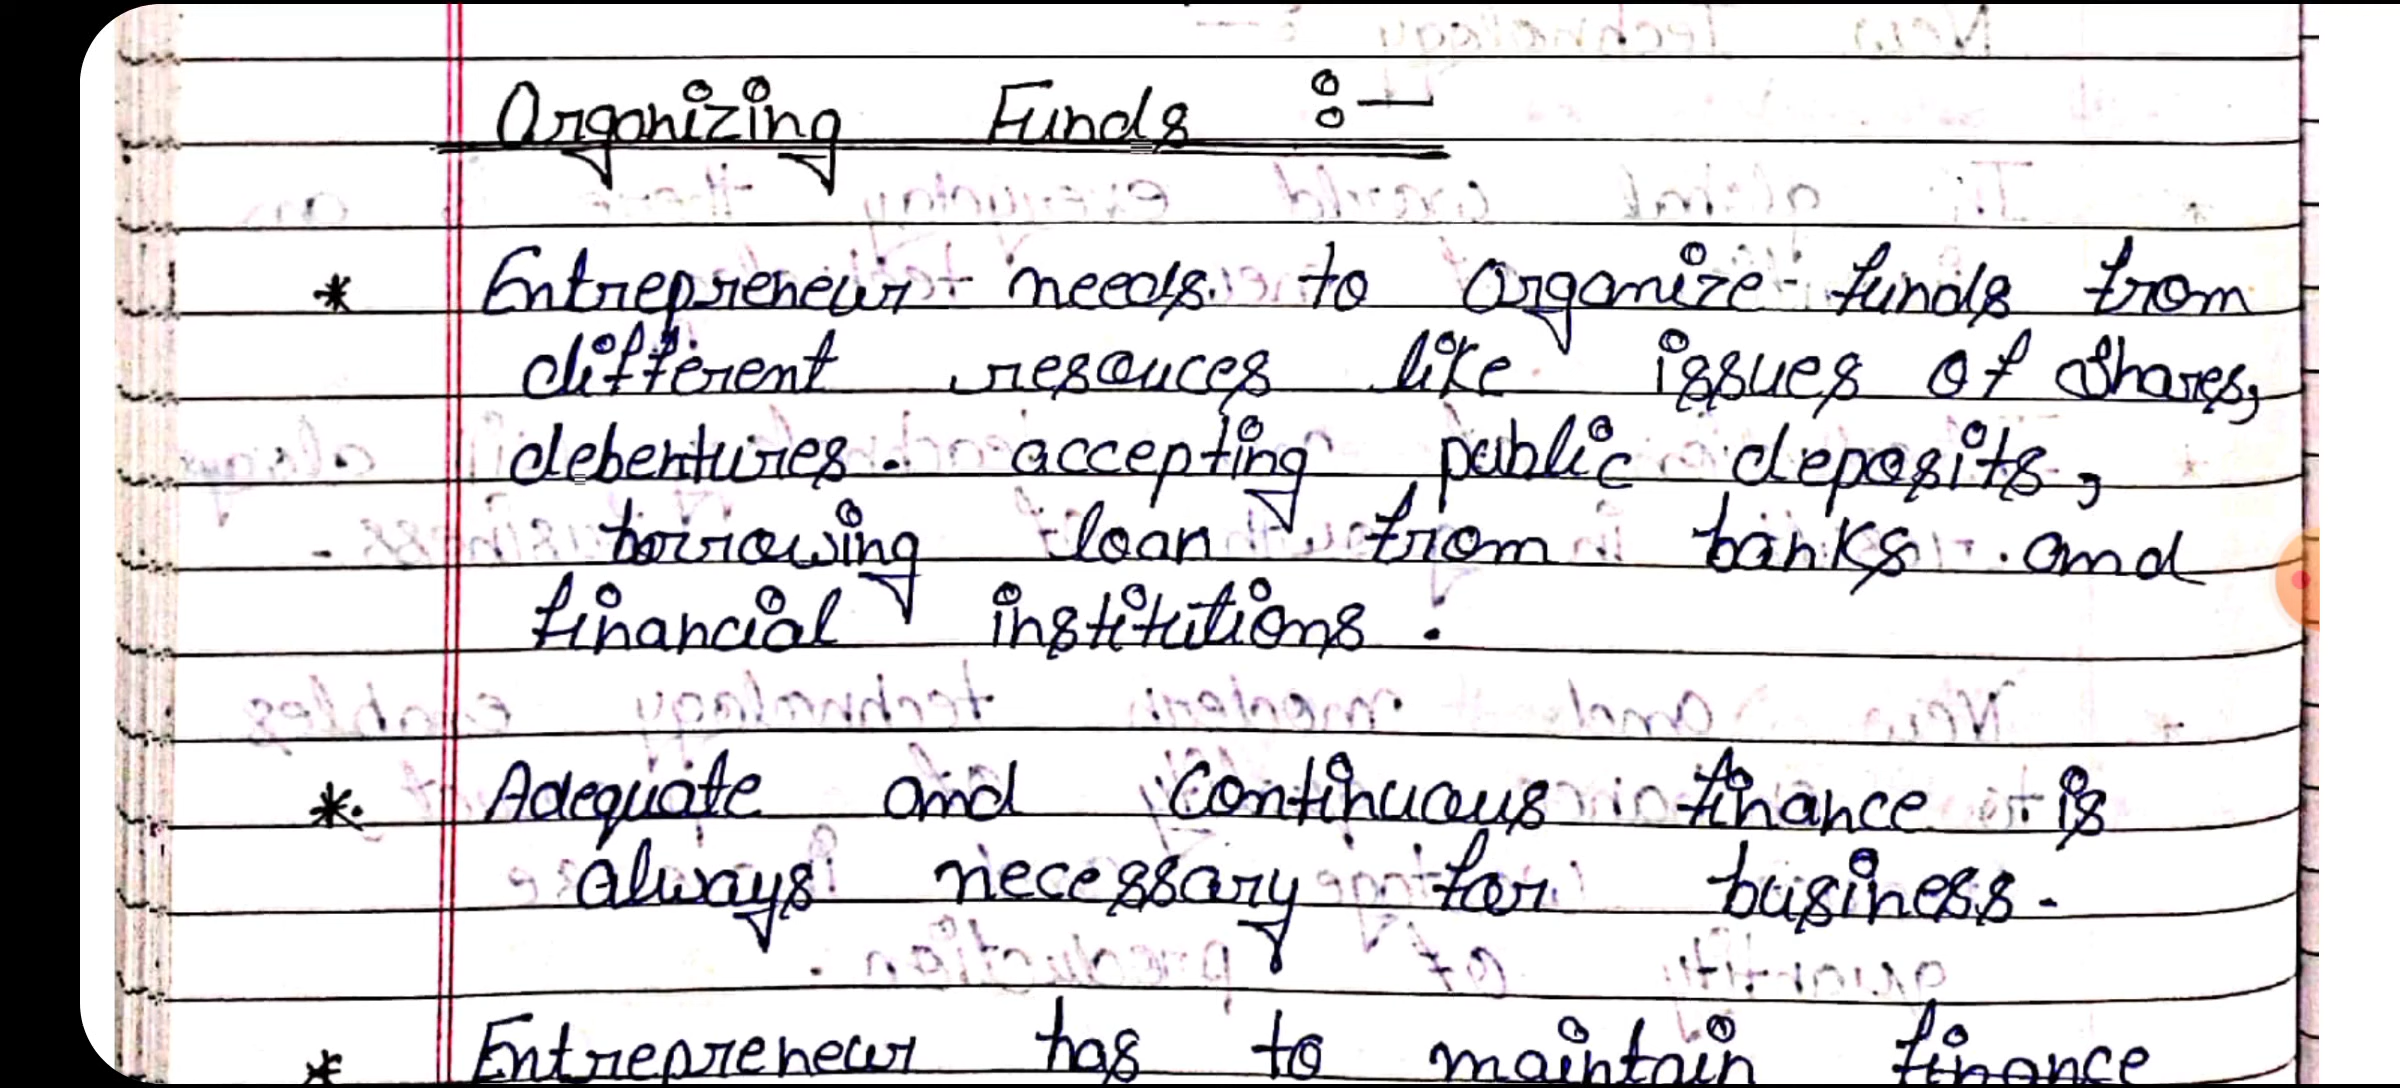 Organizing Funds :-
* Entrepreneur needs to organize funds from
different resouces like issues of shares,
debentures. accepting public deposits,
borrowing loan from banks and
financial institutions.
* Adequate and continuous finance is
always necessary for business.
* Entrepreneur has to maintain finance